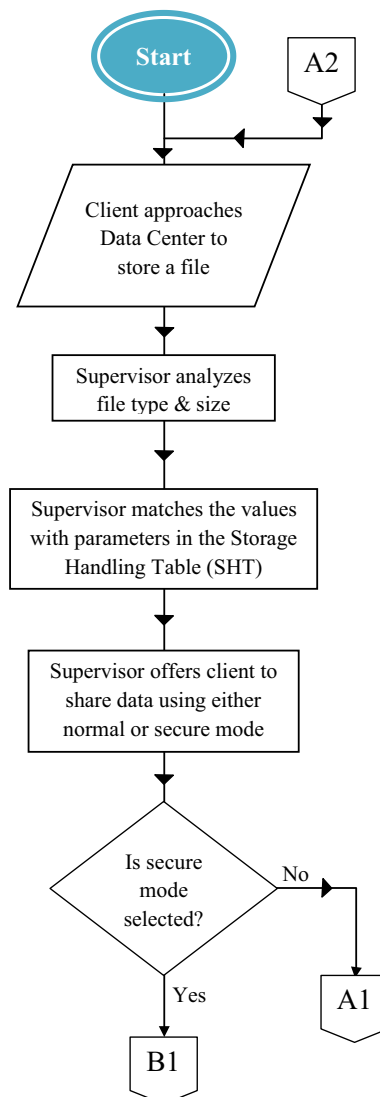 Start
A2
Client approaches
Data Center to
store a file
Supervisor analyzes
file type & size
Supervisor matches the values
with parameters in the Storage
Handling Table (SHT)
Supervisor offers client to
share data using either
normal or secure mode
Is secure
mode
selected?
No
Yes
A1
B1